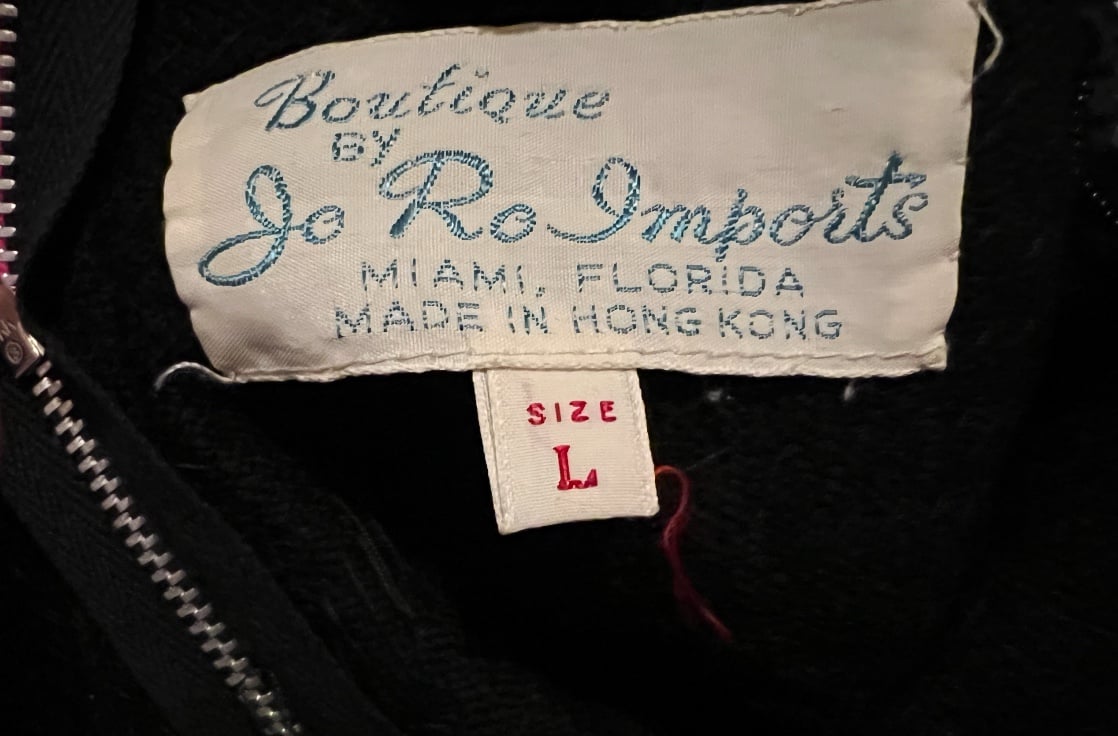 Boutique
BY
Jo Ro Imports
MIAMI, FLORIDA
MADE IN HONG KONG
SIZE
L